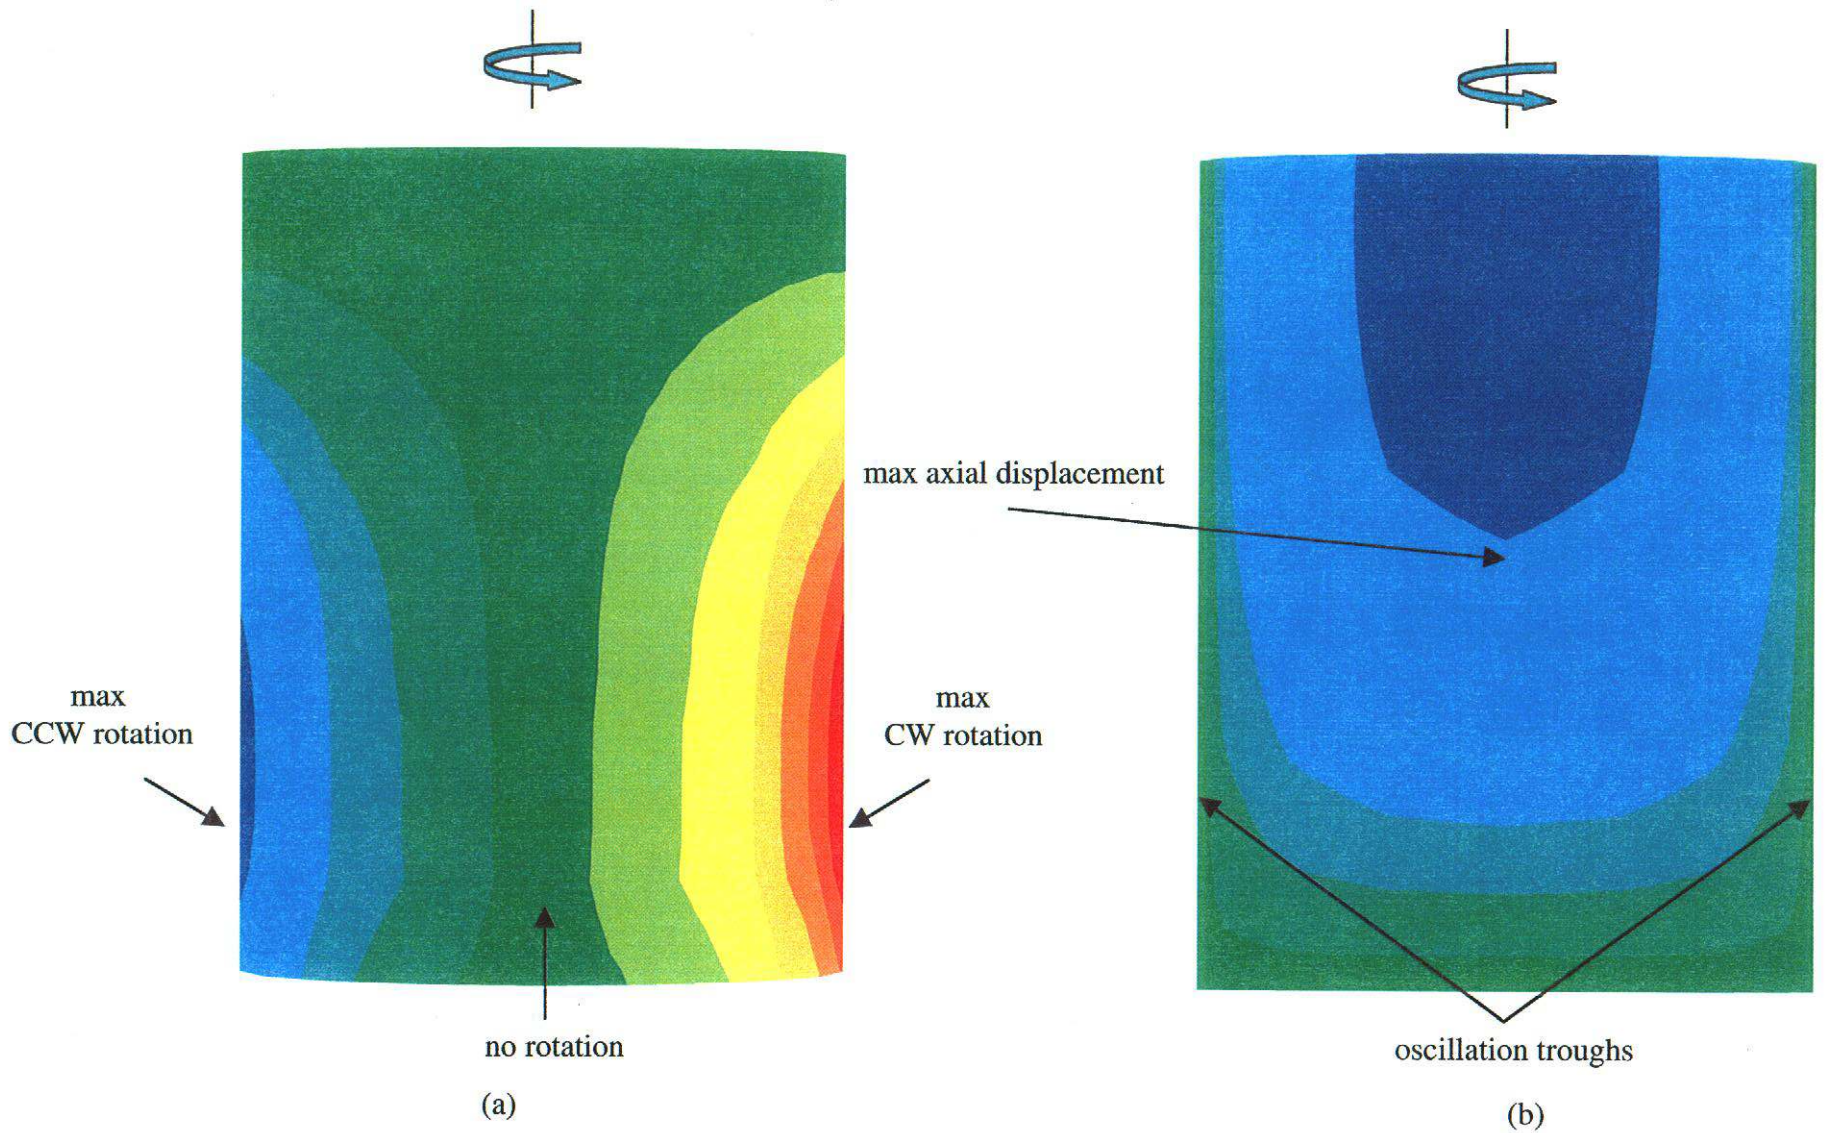 max axial displacement
max
CCW rotation
max
CW rotation
no rotation
oscillation troughs
(a)
(b)